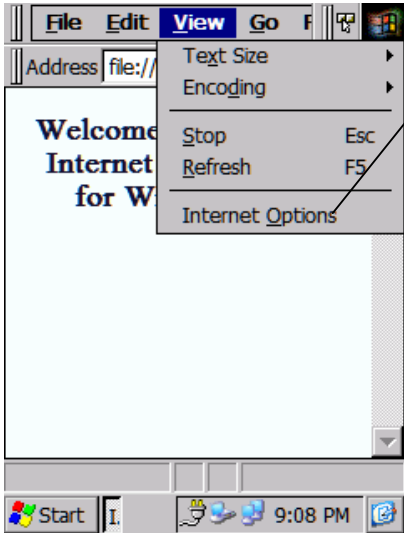 File Edit View Go F
Address file://
Text Size
Encoding
Stop Esc
Refresh F5
Internet Options
Welcome
Internet
for Wi
Start I. 9:08 PM